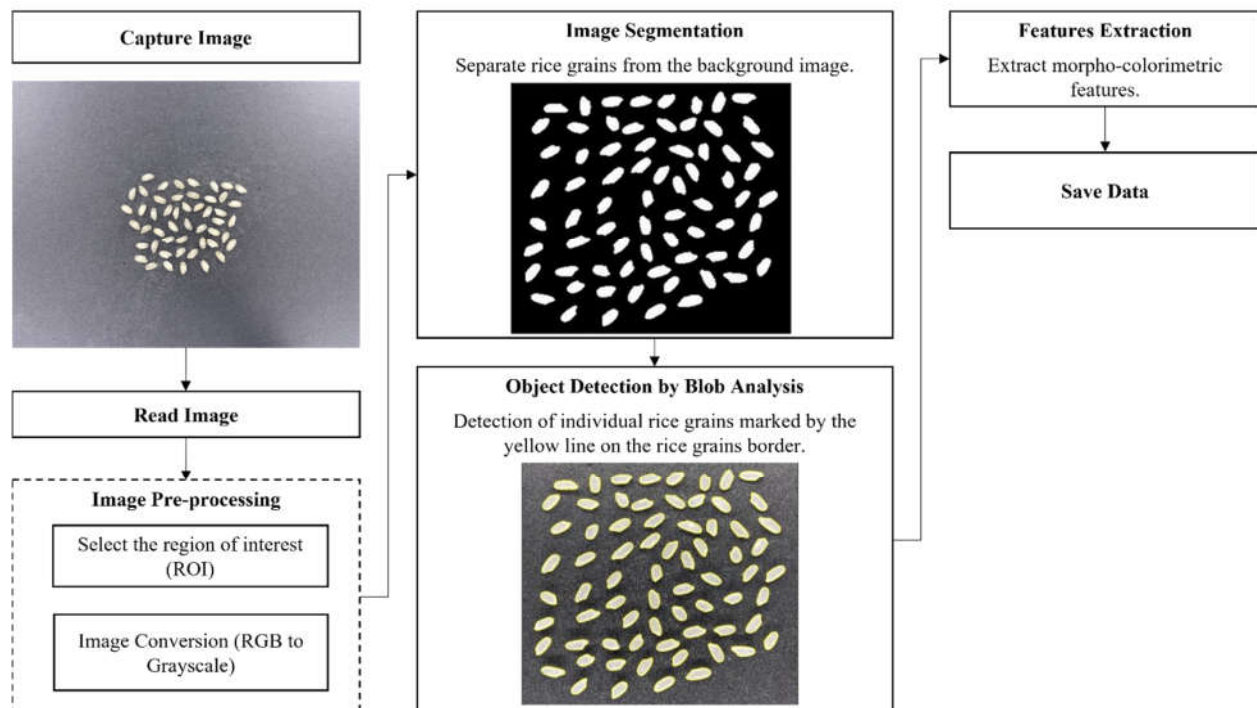 Capture Image
Read Image
Image Pre-processing
Select the region of interest
(ROI)
Image Conversion (RGB to
Grayscale)
Image Segmentation
Separate rice grains from the background image.
Object Detection by Blob Analysis
Detection of individual rice grains marked by the
yellow line on the rice grains border.
Features Extraction
Extract morpho-colorimetric
features.
Save Data